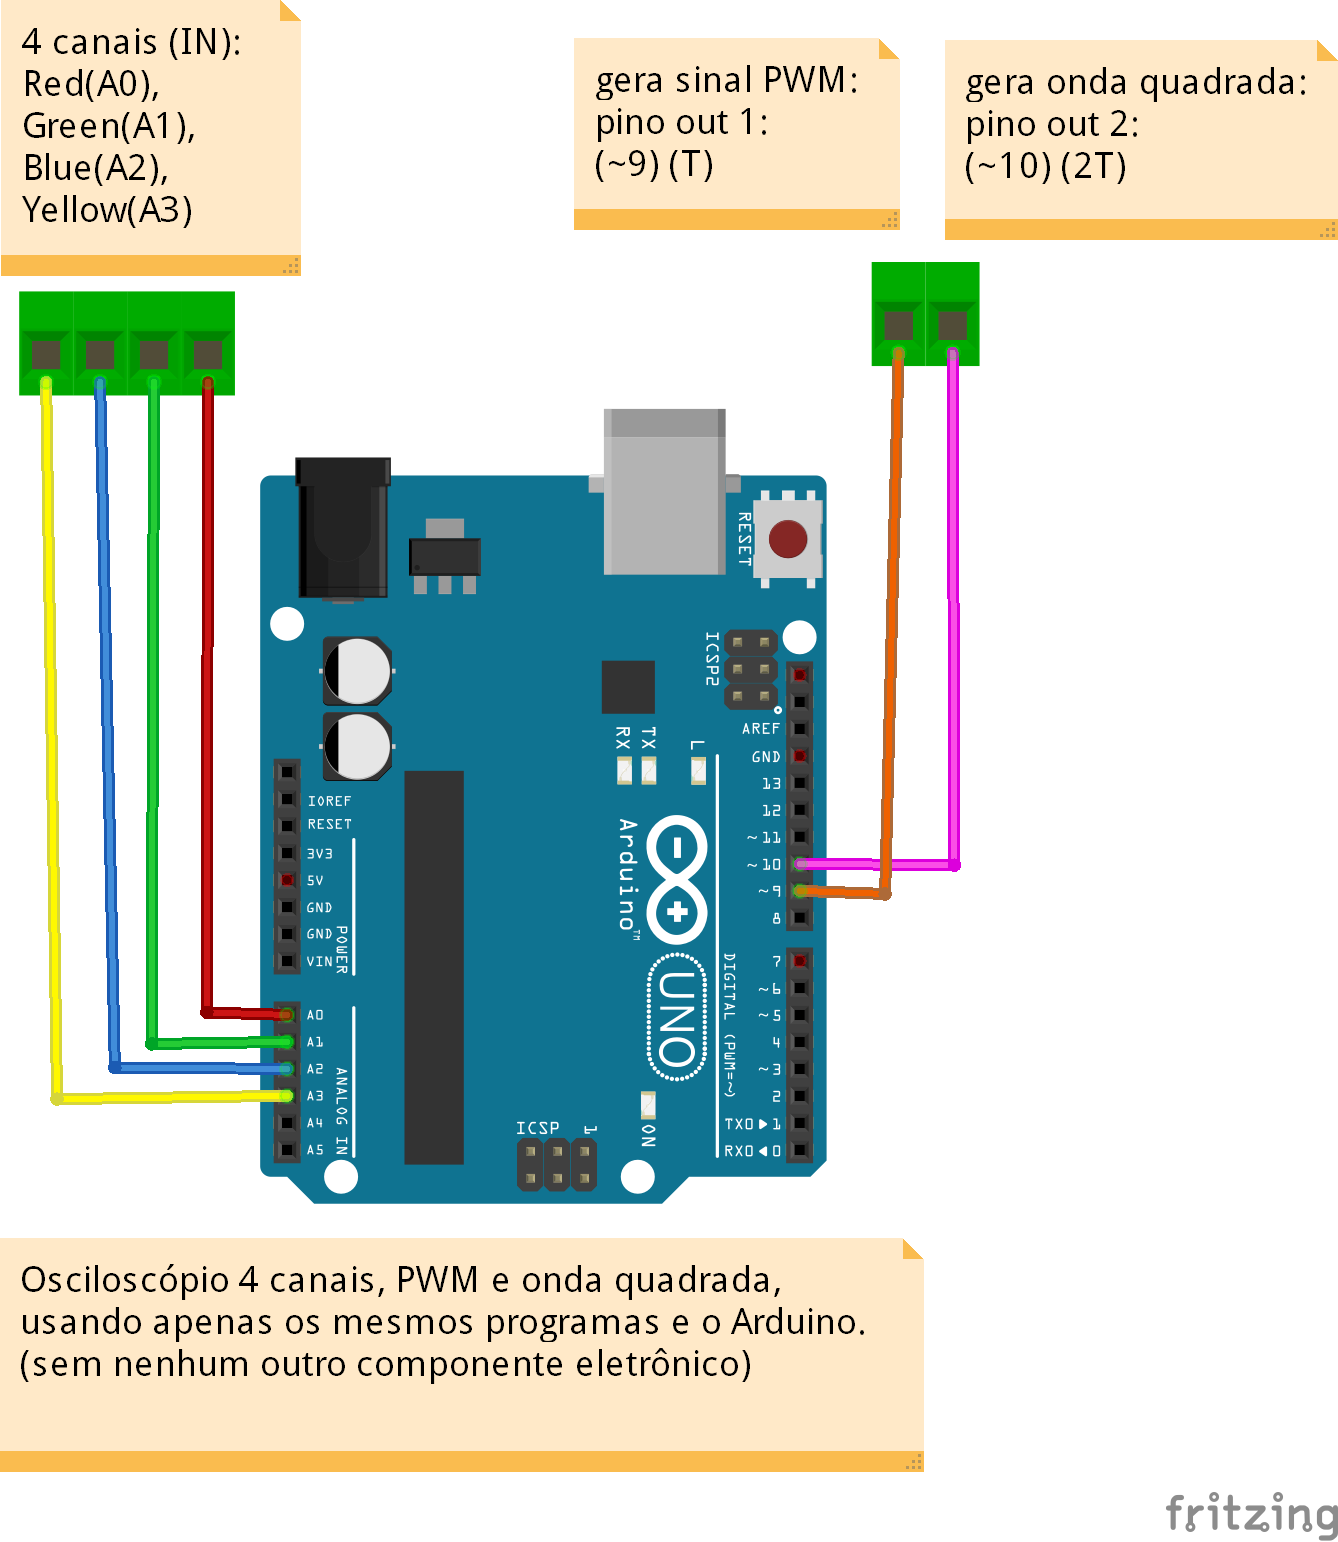 4 canais (IN):
Red(A0),
Green(A1),
Blue(A2),
Yellow(A3)
gera sinal PWM:
pino out 1:
(~9) (T)
gera onda quadrada:
pino out 2:
(~10) (2T)
RESET
ICSP2
AREF
GND
13
12
~11
~10
~9
8
RX
TX
L
IOREF
RESET
3V3
5V
GND
GND
VIN
POWER
Arduino™
UNO
A0
A1
A2
A3
A4
A5
ANALOG IN
DIGITAL (PWM=~)
7
~6
~5
4
~3
2
TX0▶1
RX0◀0
ICSP
1
ON
Osciloscópio 4 canais, PWM e onda quadrada,
usando apenas os mesmos programas e o Arduino.
(sem nenhum outro componente eletrônico)
fritzing